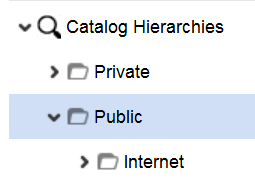 Catalog Hierarchies
Private
Public
Internet